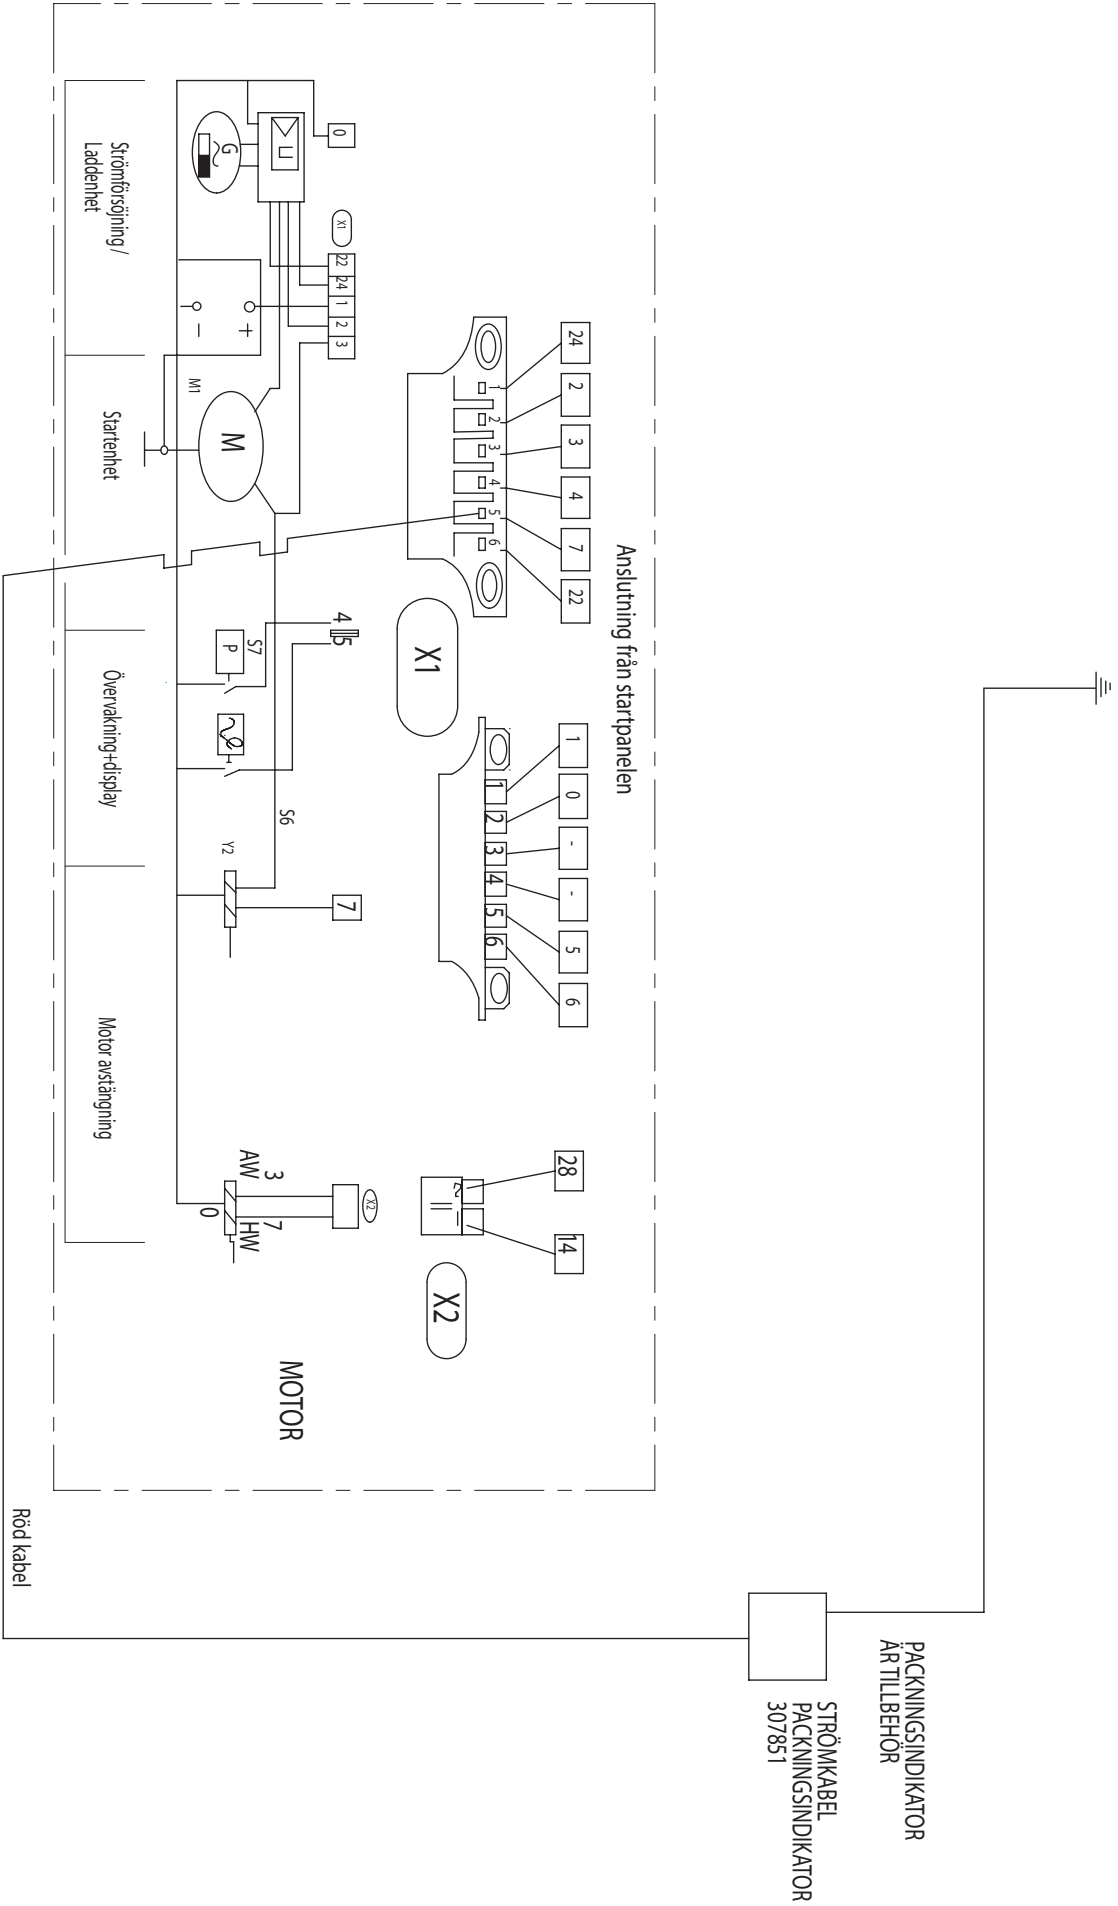 PACKNINGSINDIKATOR
ÄR TILLBEHÖR
STRÖMKABEL
PACKNINGSINDIKATOR
307851
Anslutning från startpanelen
24
2
3
4
7
22
1
0
-
-
5
6
28
14
1
2
3
4
5
6
1
2
3
4
5
6
2
1
X1
X2
0
X1
22
24
1
2
3
4
5
7
X2
MOTOR
U
G
+
-
M
M1
S7
P
S6
Y2
3
AW
7
HW
0
Strömförsöjning /
Laddenhet
Startenhet
Övervakning+display
Motor avstängning
Röd kabel